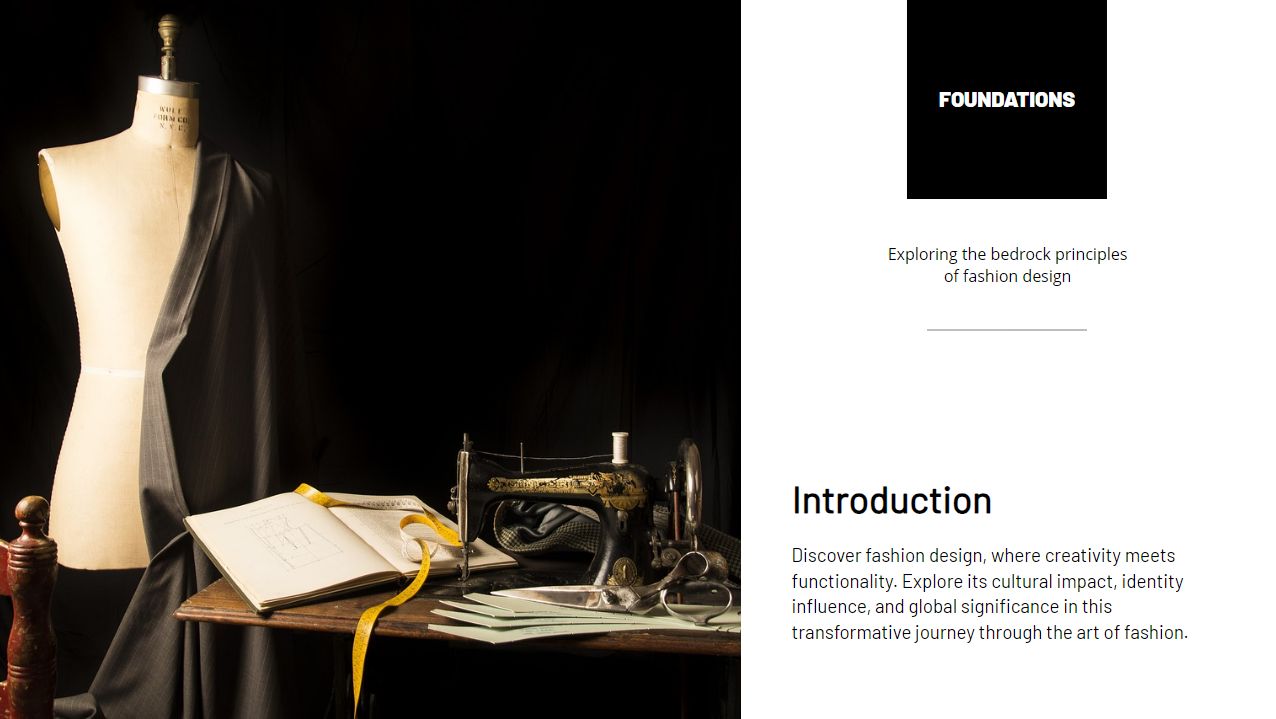 WOLF
FORM CO.
N.Y.C.
FOUNDATIONS
Exploring the bedrock principles
of fashion design
Introduction
Discover fashion design, where creativity meets
functionality. Explore its cultural impact, identity
influence, and global significance in this
transformative journey through the art of fashion.